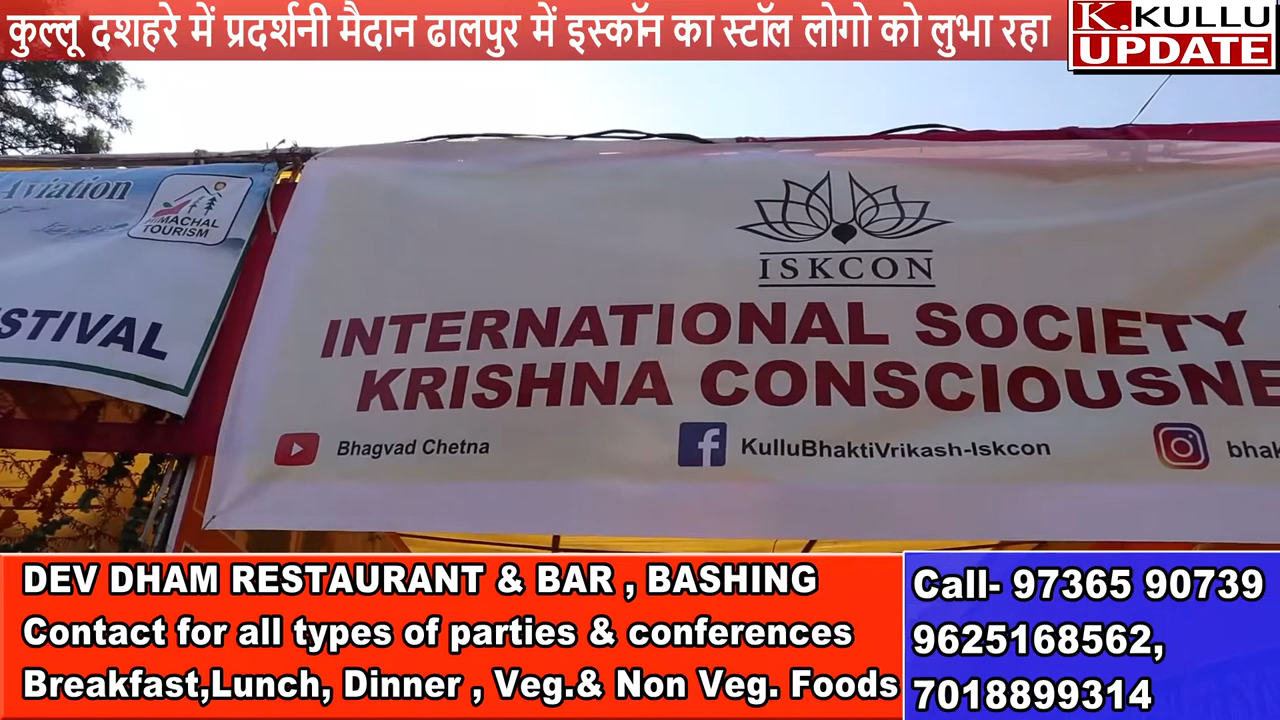 कुल्लू दशहरे में प्रदर्शनी मैदान ढालपुर में इस्कॉन का स्टॉल लोगो को लुभा रहा
K.KULLU
UPDATE
Aviation
HIMACHAL
TOURISM
STIVAL
ISKCON
INTERNATIONAL SOCIETY
KRISHNA CONSCIOUSNE
Bhagvad Chetna
KulluBhaktiVrikash-Iskcon
bhak
DEV DHAM RESTAURANT & BAR , BASHING
Contact for all types of parties & conferences
Breakfast,Lunch, Dinner , Veg.& Non Veg. Foods
Call- 97365 90739
9625168562,
7018899314